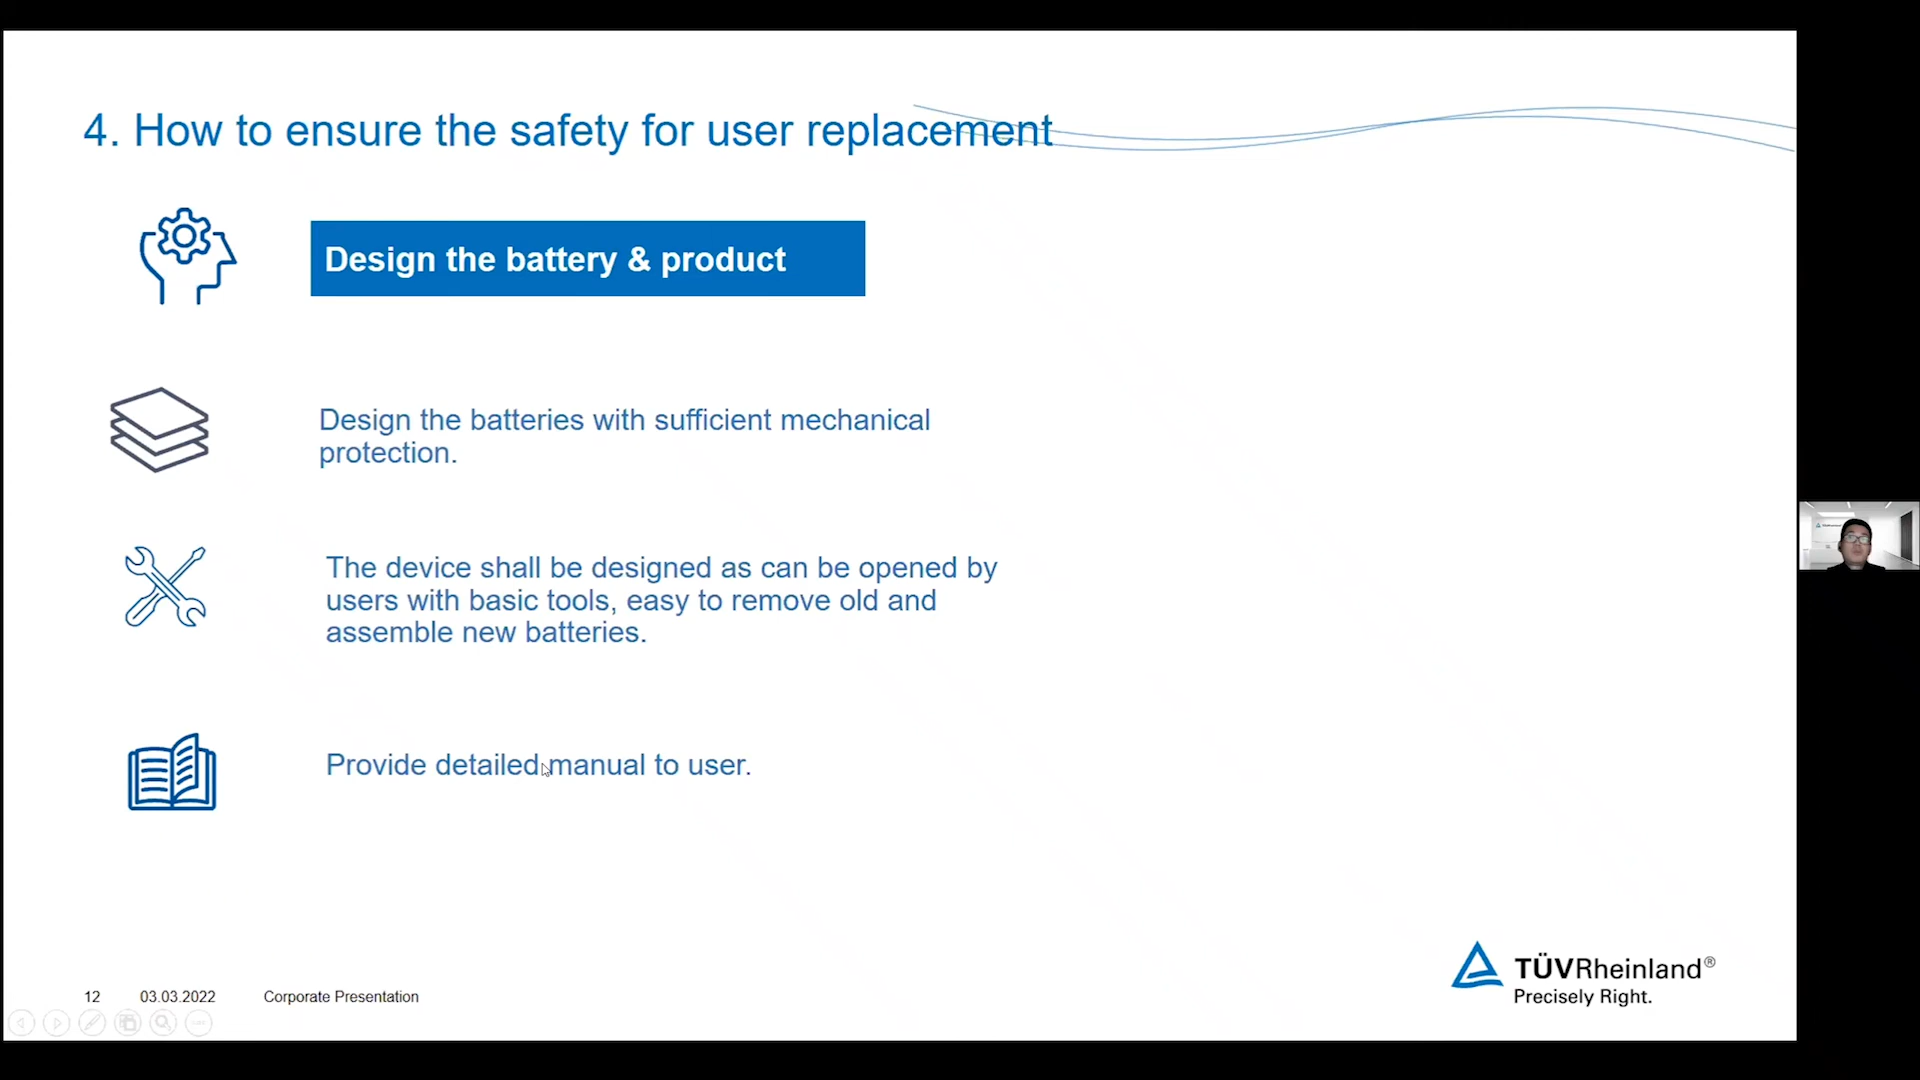 4. How to ensure the safety for user replacement
Design the battery & product
Design the batteries with sufficient mechanical
protection.
The device shall be designed as can be opened by
users with basic tools, easy to remove old and
assemble new batteries.
Provide detailed manual to user.
12 03.03.2022 Corporate Presentation
TÜVRheinland®
Precisely Right.